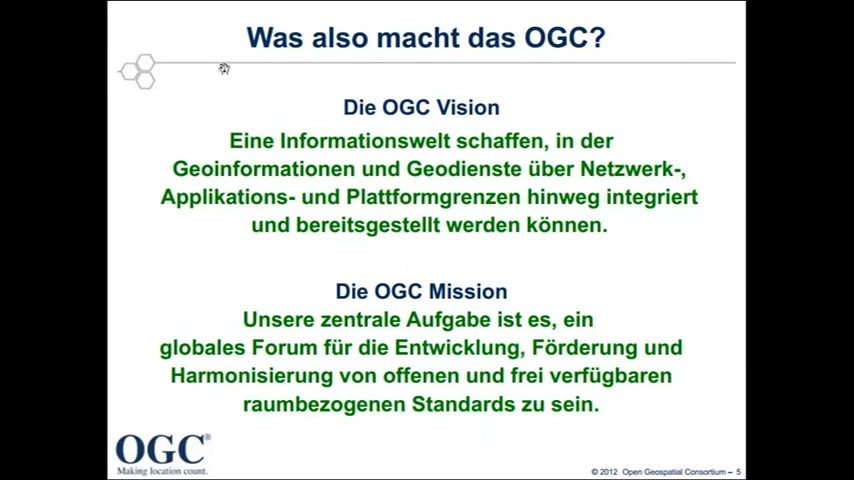 Was also macht das OGC?
Die OGC Vision
Eine Informationswelt schaffen, in der
Geoinformationen und Geodienste über Netzwerk-,
Applikations- und Plattformgrenzen hinweg integriert
und bereitsgestellt werden können.
Die OGC Mission
Unsere zentrale Aufgabe ist es, ein
globales Forum für die Entwicklung, Förderung und
Harmonisierung von offenen und frei verfügbaren
raumbezogenen Standards zu sein.
OGC®
Making location count.
© 2012 Open Geospatial Consortium – 5